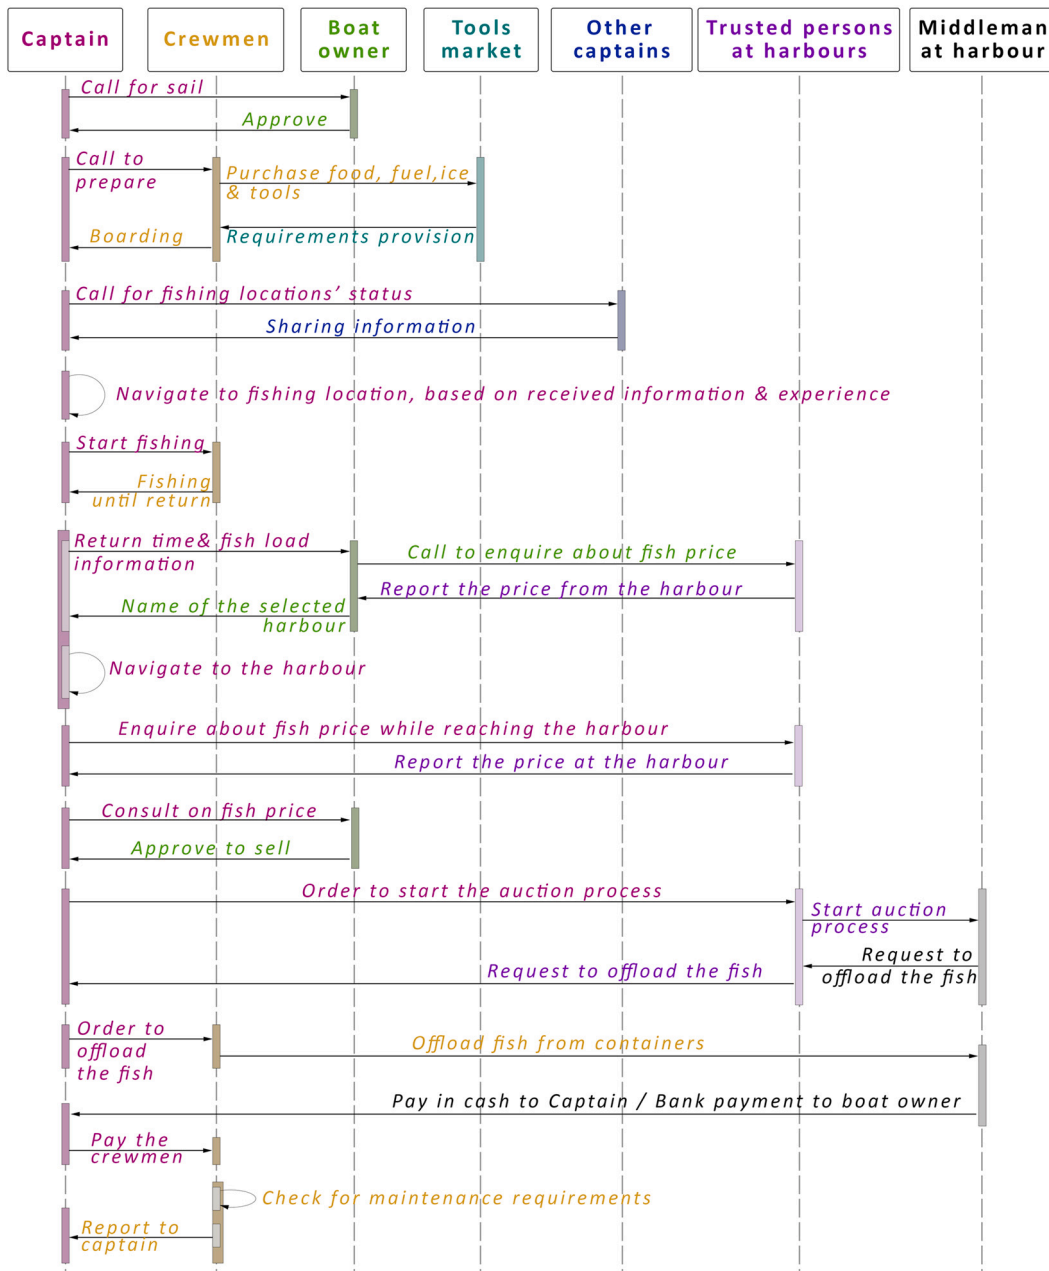 Captain
Crewmen
Boat
owner
Tools
market
Other
captains
Trusted persons
at harbours
Middleman
at harbour
Call for sail
Approve
Call to
prepare
Purchase food, fuel,ice
& tools
Requirements provision
Boarding
Call for fishing locations’ status
Sharing information
Navigate to fishing location, based on received information & experience
Start fishing
Fishing
until return
Return time& fish load
information
Call to enquire about fish price
Report the price from the harbour
Name of the selected
harbour
Navigate to the harbour
Enquire about fish price while reaching the harbour
Report the price at the harbour
Consult on fish price
Approve to sell
Order to start the auction process
Start auction
process
Request to
offload the fish
Request to offload the fish
Order to
offload
the fish
Offload fish from containers
Pay in cash to Captain / Bank payment to boat owner
Pay the
crewmen
Check for maintenance requirements
Report to
captain